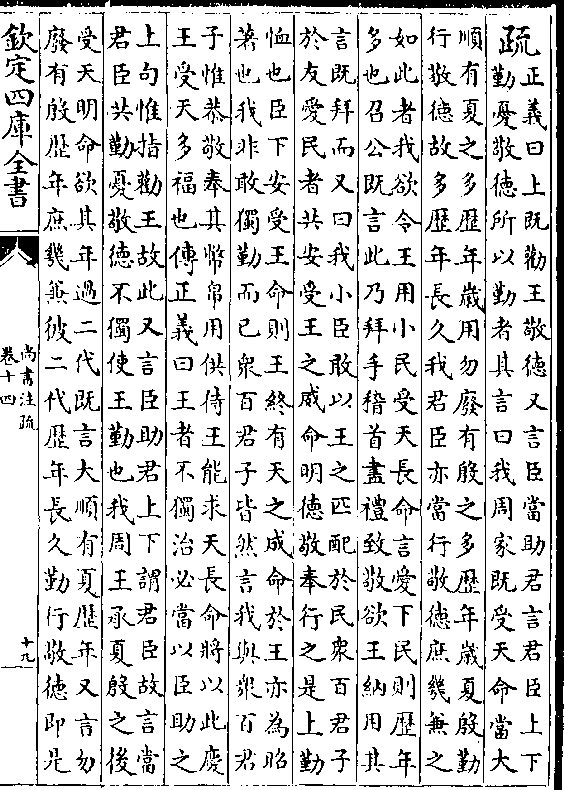 疏正義曰上既勸王敬德又言臣當助君言君臣上下
勤憂敬德所以勤者其言曰我周家既受天命當大
順有夏之多歷年歲用勿廢有殷之多歷年歲夏殷勤
行敬德故多歷年長久我君臣亦當行敬德庶幾兼之
如此者我欲令王用小民受天長命言愛下民則歷年
多也召公既言此乃拜手稽首盡禮致敬欲王納用其
言既拜而又曰我小臣敢以王之匹配於民衆百君子
於友愛民者共安受王之威命明德敬奉行之是上勤
恤也臣下安受王命則王終有天之成命於王亦為昭
著也我非敢獨勤而已衆百君子皆然言我與衆百君
子惟恭敬奉其幣帛用供侍王能求天長命將以此慶
王受天多福也傳正義曰王者不獨治必當以臣助之
上句惟指勸王故此又言臣助君上下謂君臣故言當
君臣共勤憂敬德不獨使王勤也我周王承夏殷之後
受天明命欲其年過二代既言大順有夏歷年又言勿
廢有殷歷年庶幾兼彼二代歷年長久勤行敬德即是
欽定四庫全書
尚書注疏
卷十四
十九